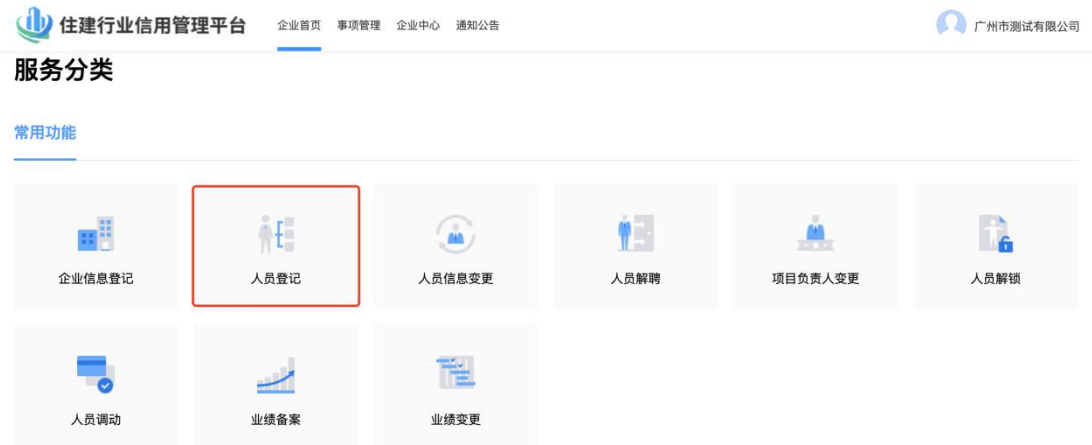 住建行业信用管理平台 企业首页 事项管理 企业中心 通知公告 广州市测试有限公司
服务分类
常用功能
企业信息登记 人员登记 人员信息变更 人员解聘 项目负责人变更 人员解锁
人员调动 业绩备案 业绩变更